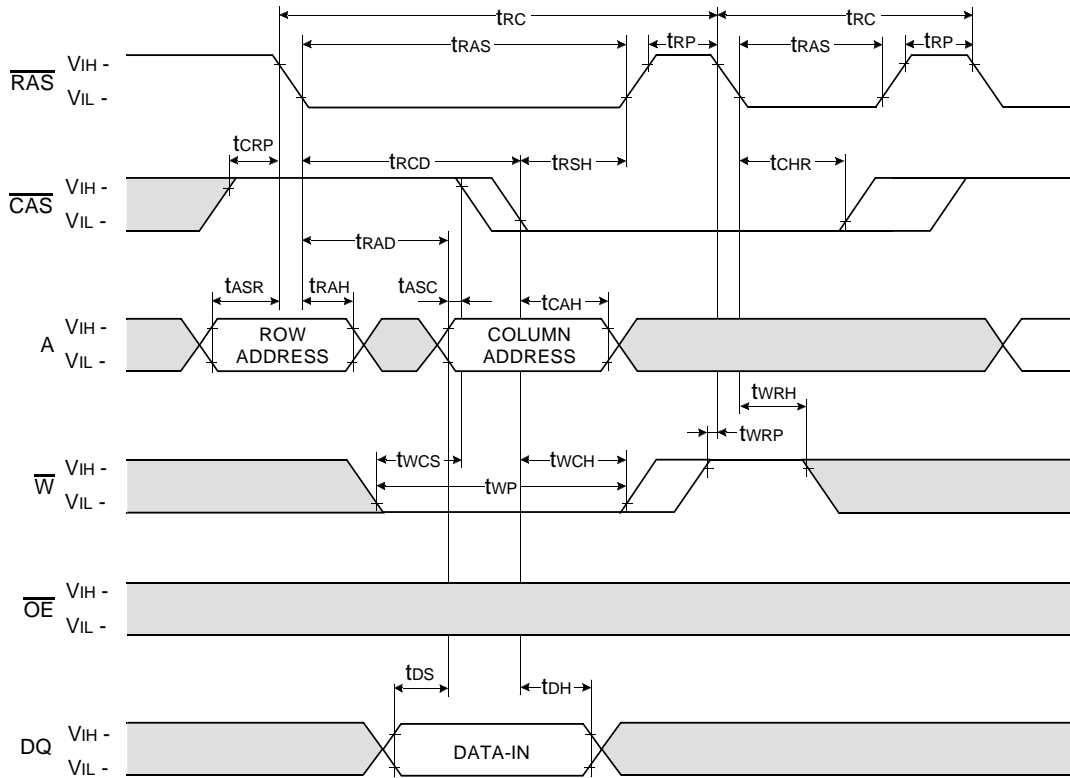 tRC tRC
tRAS tRP tRAS tRP
RAS VIH -
VIL -
tCRP tRCD tRSH tCHR
CAS VIH -
VIL -
tRAD
tASR tRAH tASC tCAH
A VIH -
VIL -
ROW ADDRESS
COLUMN ADDRESS
tWRH
tWRP
tWCS tWCH
W VIH -
VIL -
tWP
OE VIH -
VIL -
tDS tDH
DQ VIH -
VIL -
DATA-IN